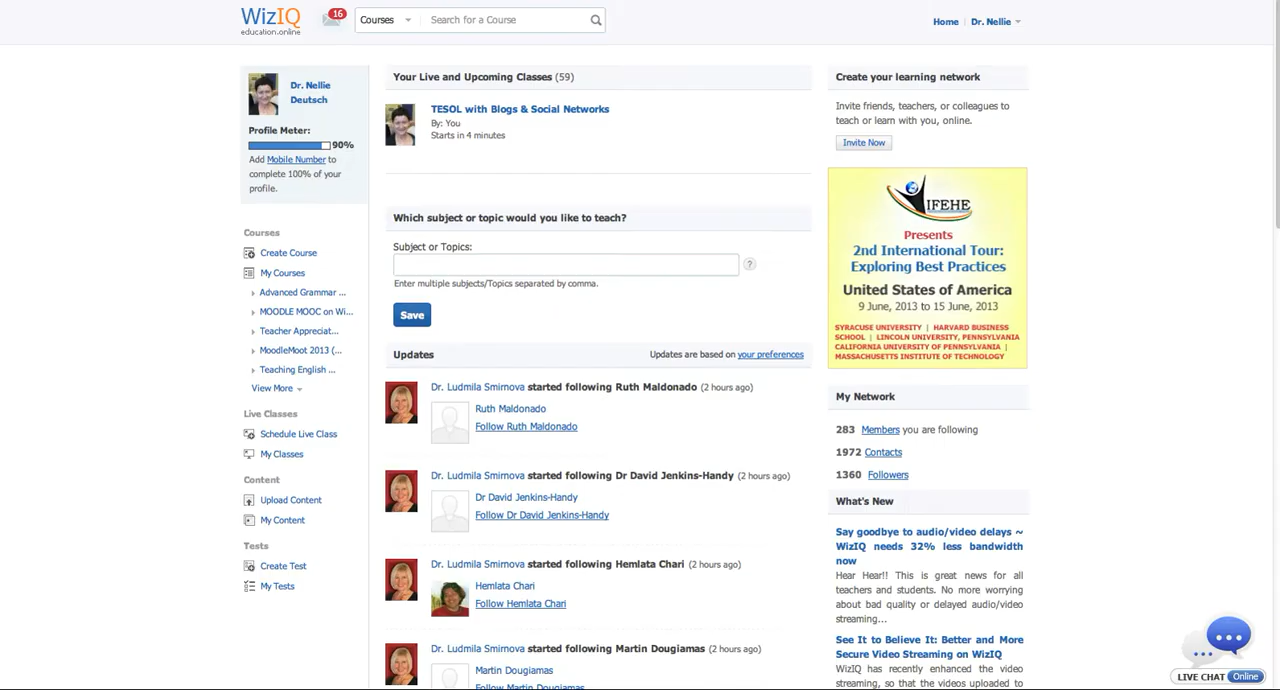 WizIQ
education.online
16
Courses
Search for a Course
Home | Dr. Nellie
Dr. Nellie
Deutsch
Profile Meter:
90%
Add Mobile Number to
complete 100% of your
profile.
Courses
Create Course
My Courses
Advanced Grammar ...
MOODLE MOOC on Wi...
Teacher Appreciat...
MoodleMoot 2013 (...
Teaching English ...
View More
Live Classes
Schedule Live Class
My Classes
Content
Upload Content
My Content
Tests
Create Test
My Tests
Your Live and Upcoming Classes (59)
TESOL with Blogs & Social Networks
By: You
Starts in 4 minutes
Which subject or topic would you like to teach?
Subject or Topics:
?
Enter multiple subjects/Topics separated by comma.
Save
Updates
Updates are based on your preferences
Dr. Ludmila Smirnova started following Ruth Maldonado (2 hours ago)
Ruth Maldonado
Follow Ruth Maldonado
Dr. Ludmila Smirnova started following Dr David Jenkins-Handy (2 hours ago)
Dr David Jenkins-Handy
Follow Dr David Jenkins-Handy
Dr. Ludmila Smirnova started following Hemlata Chari (2 hours ago)
Hemlata Chari
Follow Hemlata Chari
Dr. Ludmila Smirnova started following Martin Dougiamas (2 hours ago)
Martin Dougiamas
Follow Martin Dougiamas
Create your learning network
Invite friends, teachers, or colleagues to
teach or learn with you, online.
Invite Now
IFEHE
Presents
2nd International Tour:
Exploring Best Practices
United States of America
9 June, 2013 to 15 June, 2013
SYRACUSE UNIVERSITY | HARVARD BUSINESS
SCHOOL | LINCOLN UNIVERSITY, PENNSYLVANIA
CALIFORNIA UNIVERSITY OF PENNSYLVANIA |
MASSACHUSETTS INSTITUTE OF TECHNOLOGY
My Network
283 Members you are following
1972 Contacts
1360 Followers
What's New
Say goodbye to audio/video delays ~
WizIQ needs 32% less bandwidth
now
Hear Hear!! This is great news for all
teachers and students. No more worrying
about bad quality or delayed audio/video
streaming...
See It to Believe It: Better and More
Secure Video Streaming on WizIQ
WizIQ has recently enhanced the video
streaming, so that the videos uploaded to
LIVE CHAT Online